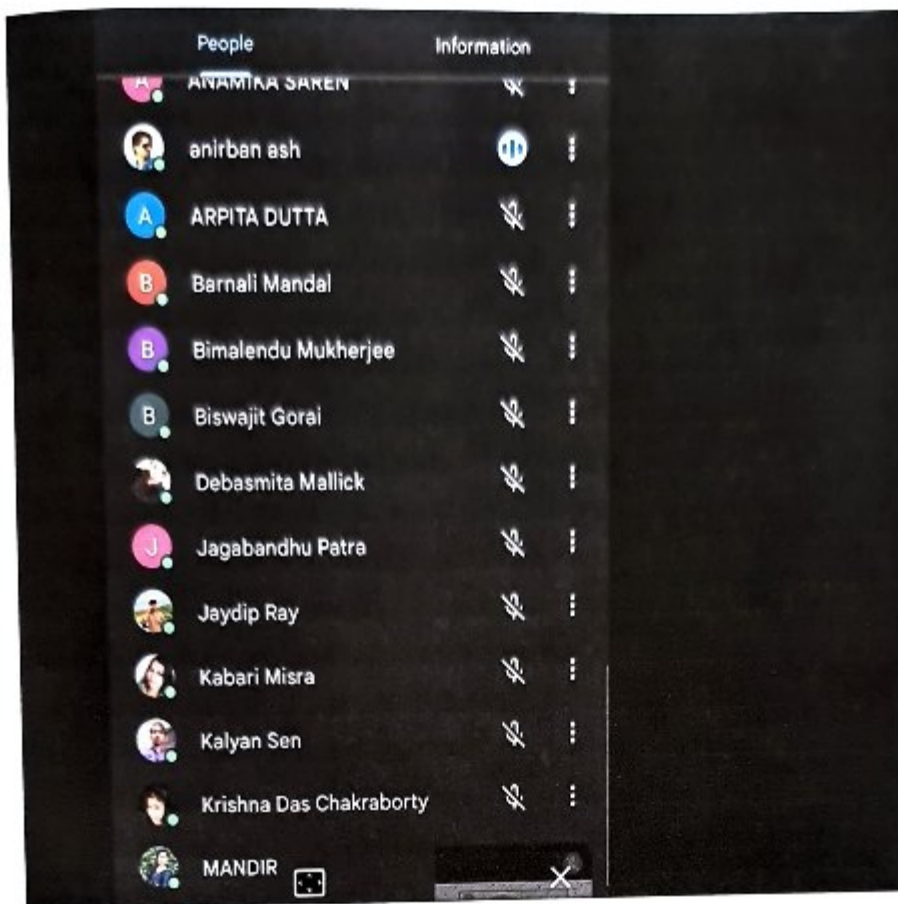 People Information
A ANAMIKA SAREN
anirban ash
A ARPITA DUTTA
B Barnali Mandal
B Bimalendu Mukherjee
B Biswajit Gorai
Debasmita Mallick
J Jagabandhu Patra
Jaydip Ray
Kabari Misra
Kalyan Sen
Krishna Das Chakraborty
MANDIR